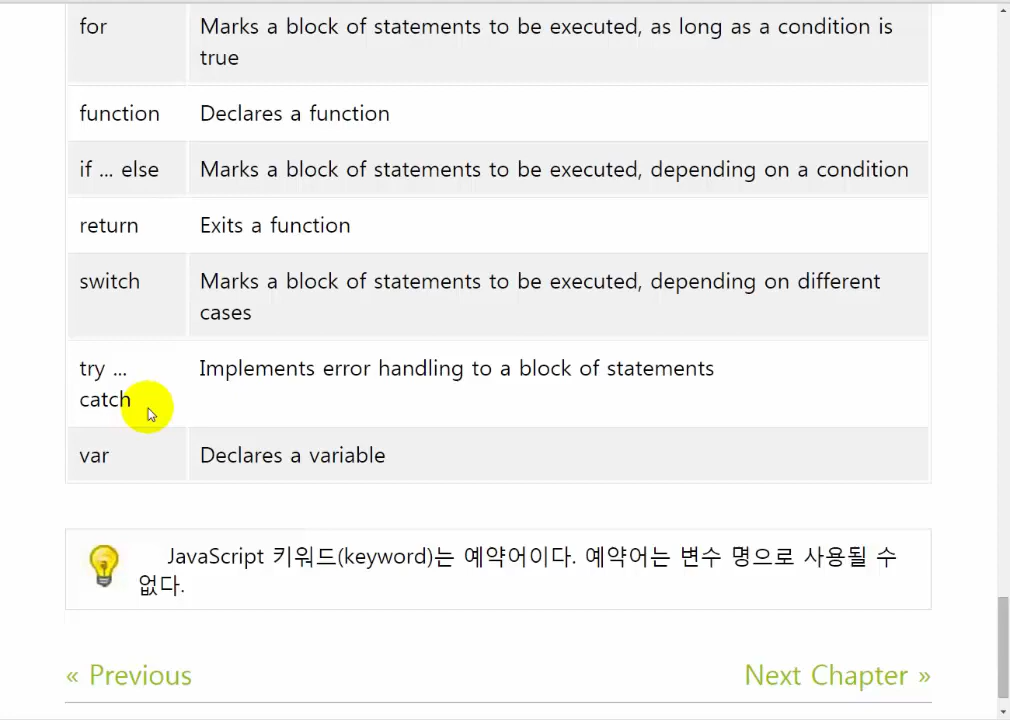 for Marks a block of statements to be executed, as long as a condition is
true
function Declares a function
if ... else Marks a block of statements to be executed, depending on a condition
return Exits a function
switch Marks a block of statements to be executed, depending on different
cases
try ... Implements error handling to a block of statements
catch
var Declares a variable
JavaScript 키워드(keyword)는 예약어이다. 예약어는 변수 명으로 사용될 수
없다.
« Previous Next Chapter »